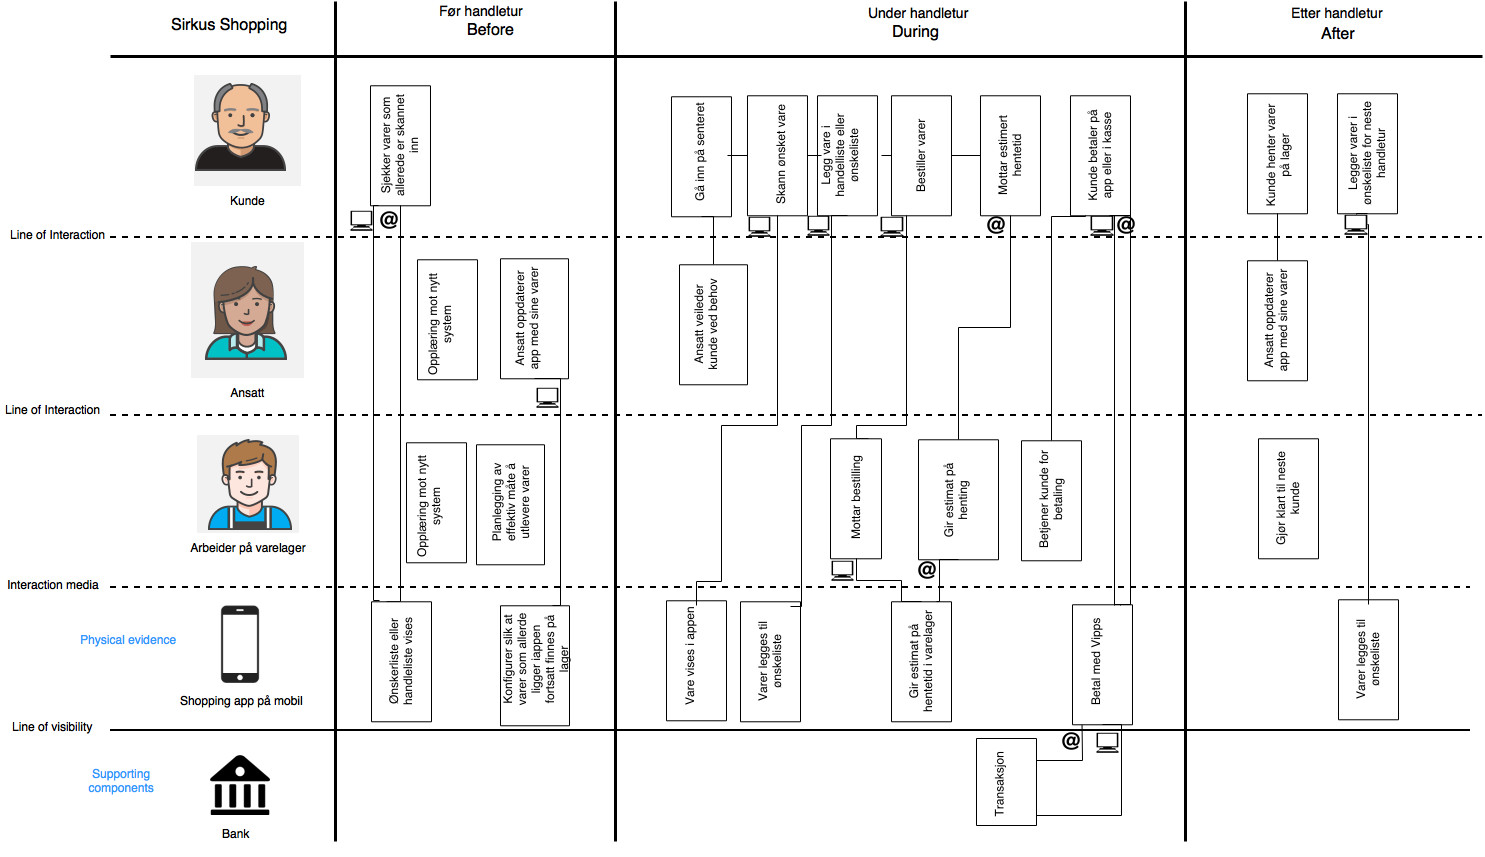 Sirkus Shopping
Før handletur
Before
Under handletur
During
Etter handletur
After
Kunde
Sjekker varer som
allerede er skannet
inn
@
Gå inn på senteret
Skann ønsket vare
Legg vare i
handelliste eller
ønskeliste
Bestiller varer
Mottar estimert
hentetid
@
Kunde betaler på
app eller i kasse
@
Kunde henter varer
på lager
Legger varer i
ønskeliste for neste
handletur
Line of Interaction
Ansatt
Opplæring mot nytt
system
Ansatt oppdaterer
app med sine varer
Ansatt veileder
kunde ved behov
Ansatt oppdaterer
app med sine varer
Line of Interaction
Arbeider på varelager
Opplæring mot nytt
system
Planlegging av
effektiv måte å
utlevere varer
Mottar bestilling
Gir estimat på
henting
@
Betjener kunde for
betaling
Gjør klart til neste
kunde
Interaction media
Physical evidence
Shopping app på mobil
Ønskerliste eller
handleliste vises
Konfigurer slik at
varer som allerde
ligger iappen
fortsatt finnes på
lager
Vare vises i appen
Varer legges til
ønskeliste
Gir estimat på
hentetid i varelager
Betal med Vipps
Varer legges til
ønskeliste
Line of visibility
Supporting
components
Bank
@
Transaksjon